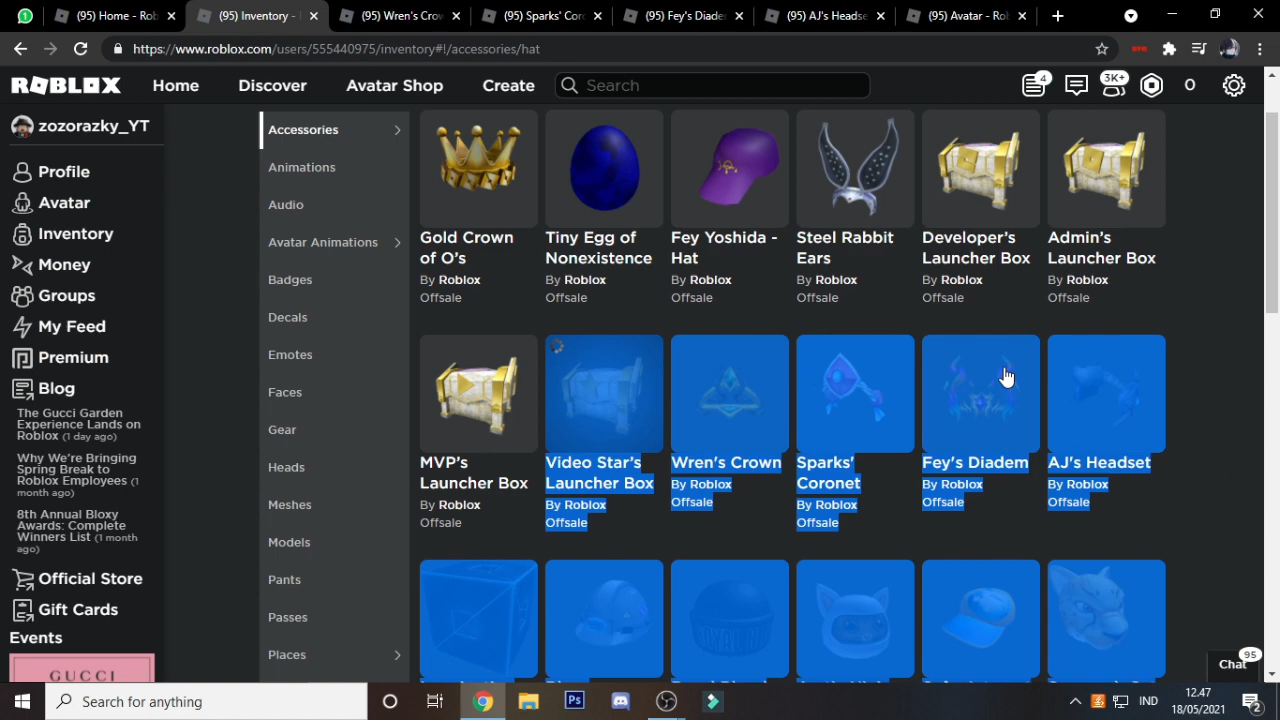 (95) Home - Rob
(95) Inventory -
(95) Wren's Crow
(95) Sparks' Cor
(95) Fey's Diadem
(95) AJ's Headse
(95) Avatar - Rob
https://www.roblox.com/users/555440975/inventory#!/accessories/hat
ROBLOX
Home
Discover
Avatar Shop
Create
Search
4
3K+
0
zozorazky_YT
Profile
Avatar
Inventory
Money
Groups
My Feed
Premium
Blog
The Gucci Garden
Experience Lands on
Roblox (1 day ago)
Why We're Bringing
Spring Break to
Roblox Employees (1
month ago)
8th Annual Bloxy
Awards: Complete
Winners List (1 month
ago)
Official Store
Gift Cards
Events
GUCCI
Accessories
Animations
Audio
Avatar Animations
Badges
Decals
Emotes
Faces
Gear
Heads
Meshes
Models
Pants
Passes
Places
Gold Crown
of O's
By Roblox
Offsale
Tiny Egg of
Nonexistence
By Roblox
Offsale
Fey Yoshida -
Hat
By Roblox
Offsale
Steel Rabbit
Ears
By Roblox
Offsale
Developer's
Launcher Box
By Roblox
Offsale
Admin's
Launcher Box
By Roblox
Offsale
MVP's
Launcher Box
By Roblox
Offsale
Video Star's
Launcher Box
By Roblox
Offsale
Wren's Crown
By Roblox
Offsale
Sparks'
Coronet
By Roblox
Offsale
Fey's Diadem
By Roblox
Offsale
AJ's Headset
By Roblox
Offsale
Chat
95
Search for anything
Ps
IND
12.47
18/05/2021
2